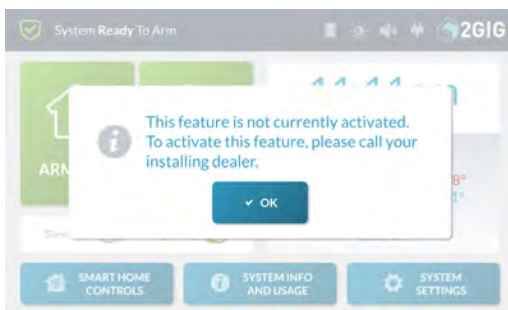 System Ready To Arm
2GIG
This feature is not currently activated.
To activate this feature, please call your
installing dealer.
✓ OK
SMART HOME
CONTROLS
SYSTEM INFO
AND USAGE
SYSTEM
SETTINGS